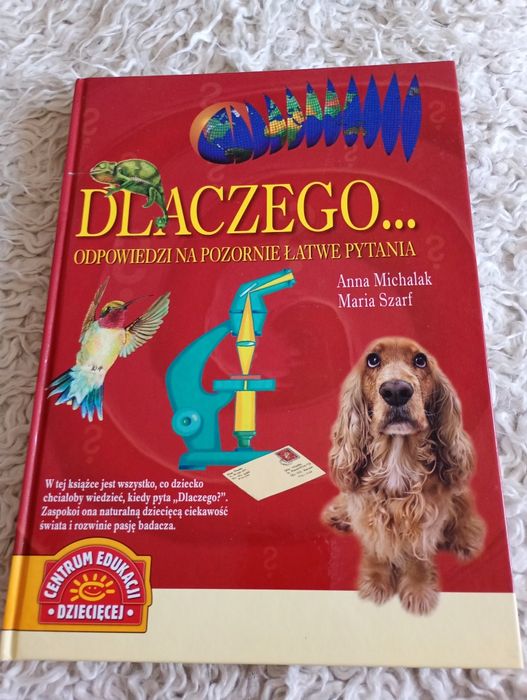 DLACZEGO...
ODPOWIEDZI NA POZORNIE ŁATWE PYTANIA
Anna Michalak
Maria Szarf
W tej książce jest wszystko, co dziecko
chciałoby wiedzieć, kiedy pyta „Dlaczego?”.
Zaspokoi ona naturalną dziecięcą ciekawość
świata i rozwinie pasję badacza.
CENTRUM EDUKACJI
• DZIECIĘCEJ •